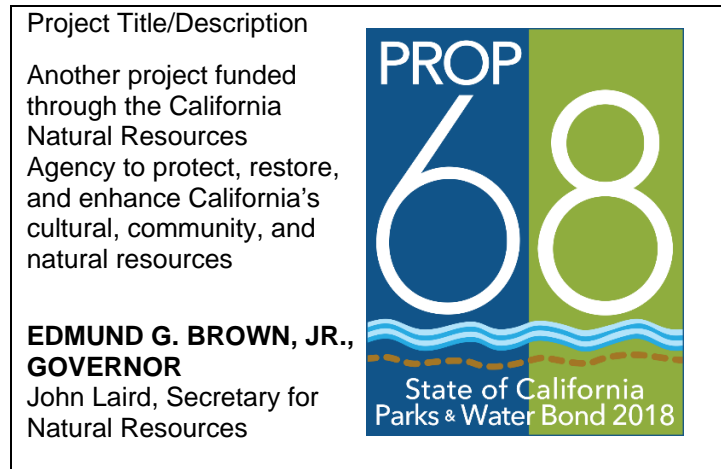 Project Title/Description
Another project funded
through the California
Natural Resources
Agency to protect, restore,
and enhance California’s
cultural, community, and
natural resources
EDMUND G. BROWN, JR.,
GOVERNOR
John Laird, Secretary for
Natural Resources
PROP
68
State of California
Parks & Water Bond 2018